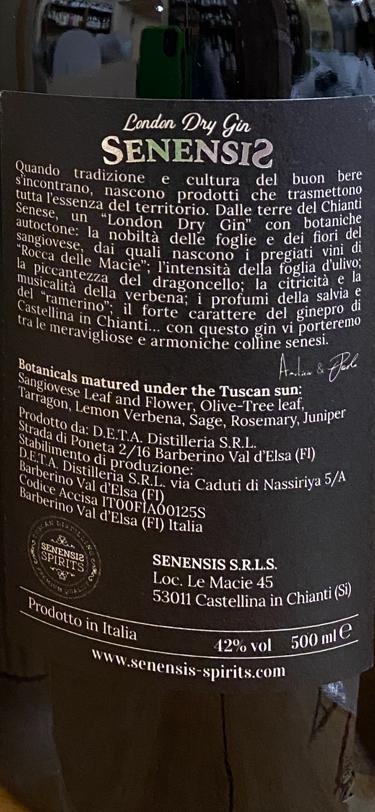 London Dry Gin
SENENSIS
Quando tradizione e cultura del buon bere
s'incontrano, nascono prodotti che trasmettono
tutta l'essenza del territorio. Dalle terre del Chianti
Senese, un "London Dry Gin" con botaniche
autoctone: la nobiltà delle foglie e dei fiori del
sangiovese, dai quali nascono i pregiati vini di
"Rocca delle Macìe"; l'intensità della foglia d'ulivo;
la piccantezza del dragoncello; la citricità e la
musicalità della verbena; i profumi della salvia e
del "ramerino"; il forte carattere del ginepro di
Castellina in Chianti... con questo gin vi porteremo
tra le meravigliose e armoniche colline senesi.
Botanicals matured under the Tuscan sun:
Sangiovese Leaf and Flower, Olive-Tree leaf,
Tarragon, Lemon Verbena, Sage, Rosemary, Juniper
Prodotto da: D.E.T.A. Distilleria S.R.L.
Strada di Poneta 2/16 Barberino Val d'Elsa (FI)
Stabilimento di produzione:
D.E.T.A. Distilleria S.R.L. via Caduti di Nassiriya 5/A
Barberino Val d'Elsa (FI)
Codice Accisa IT00FIA00125S
Barberino Val d'Elsa (FI) Italia
SENENSIS
SPIRITS
SENENSIS S.R.L.S.
Loc. Le Macie 45
53011 Castellina in Chianti (Si)
Prodotto in Italia
42% vol 500 ml e
www.senensis-spirits.com